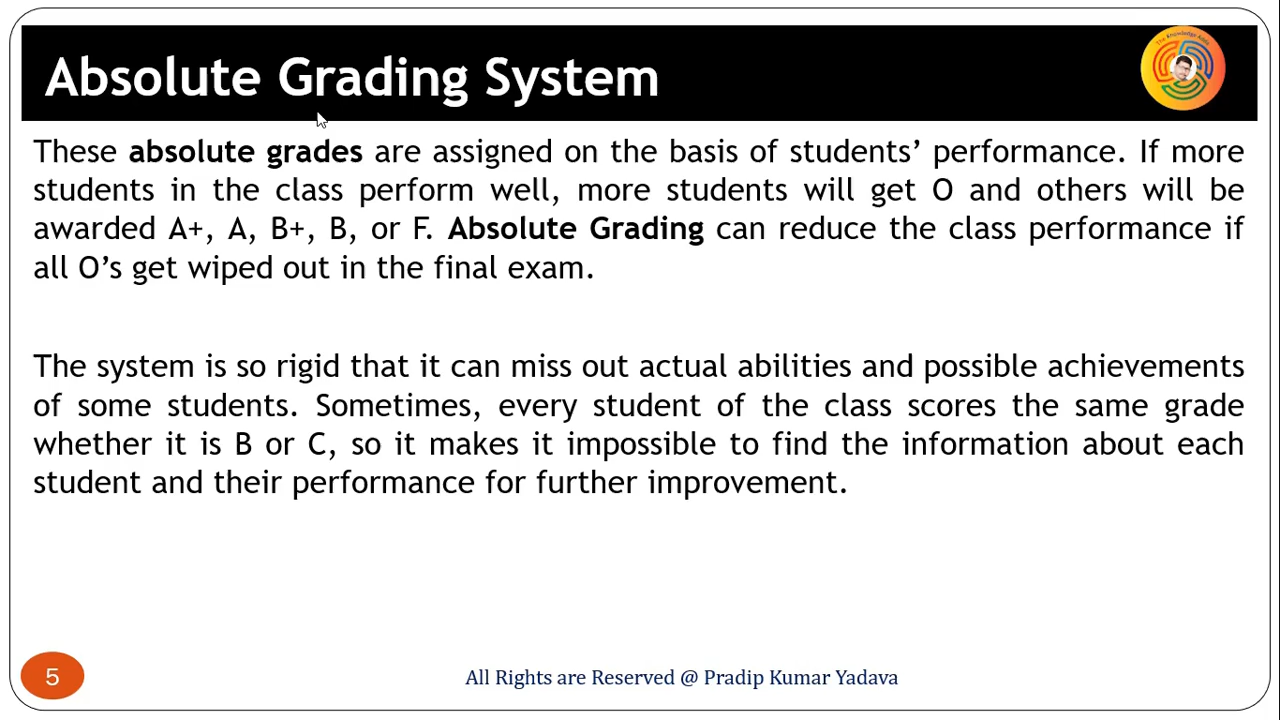 Absolute Grading System
These absolute grades are assigned on the basis of students’ performance. If more
students in the class perform well, more students will get O and others will be
awarded A+, A, B+, B, or F. Absolute Grading can reduce the class performance if
all O’s get wiped out in the final exam.
The system is so rigid that it can miss out actual abilities and possible achievements
of some students. Sometimes, every student of the class scores the same grade
whether it is B or C, so it makes it impossible to find the information about each
student and their performance for further improvement.
5
All Rights are Reserved @ Pradip Kumar Yadava